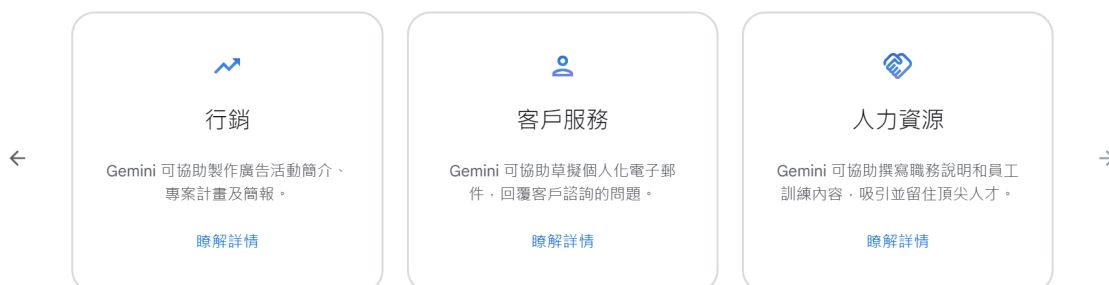 行銷
Gemini 可協助製作廣告活動簡介、
專案計畫及簡報。
瞭解詳情
客戶服務
Gemini 可協助草擬個人化電子郵
件，回覆客戶諮詢的問題。
瞭解詳情
人力資源
Gemini 可協助撰寫職務說明和員工
訓練內容，吸引並留住頂尖人才。
瞭解詳情